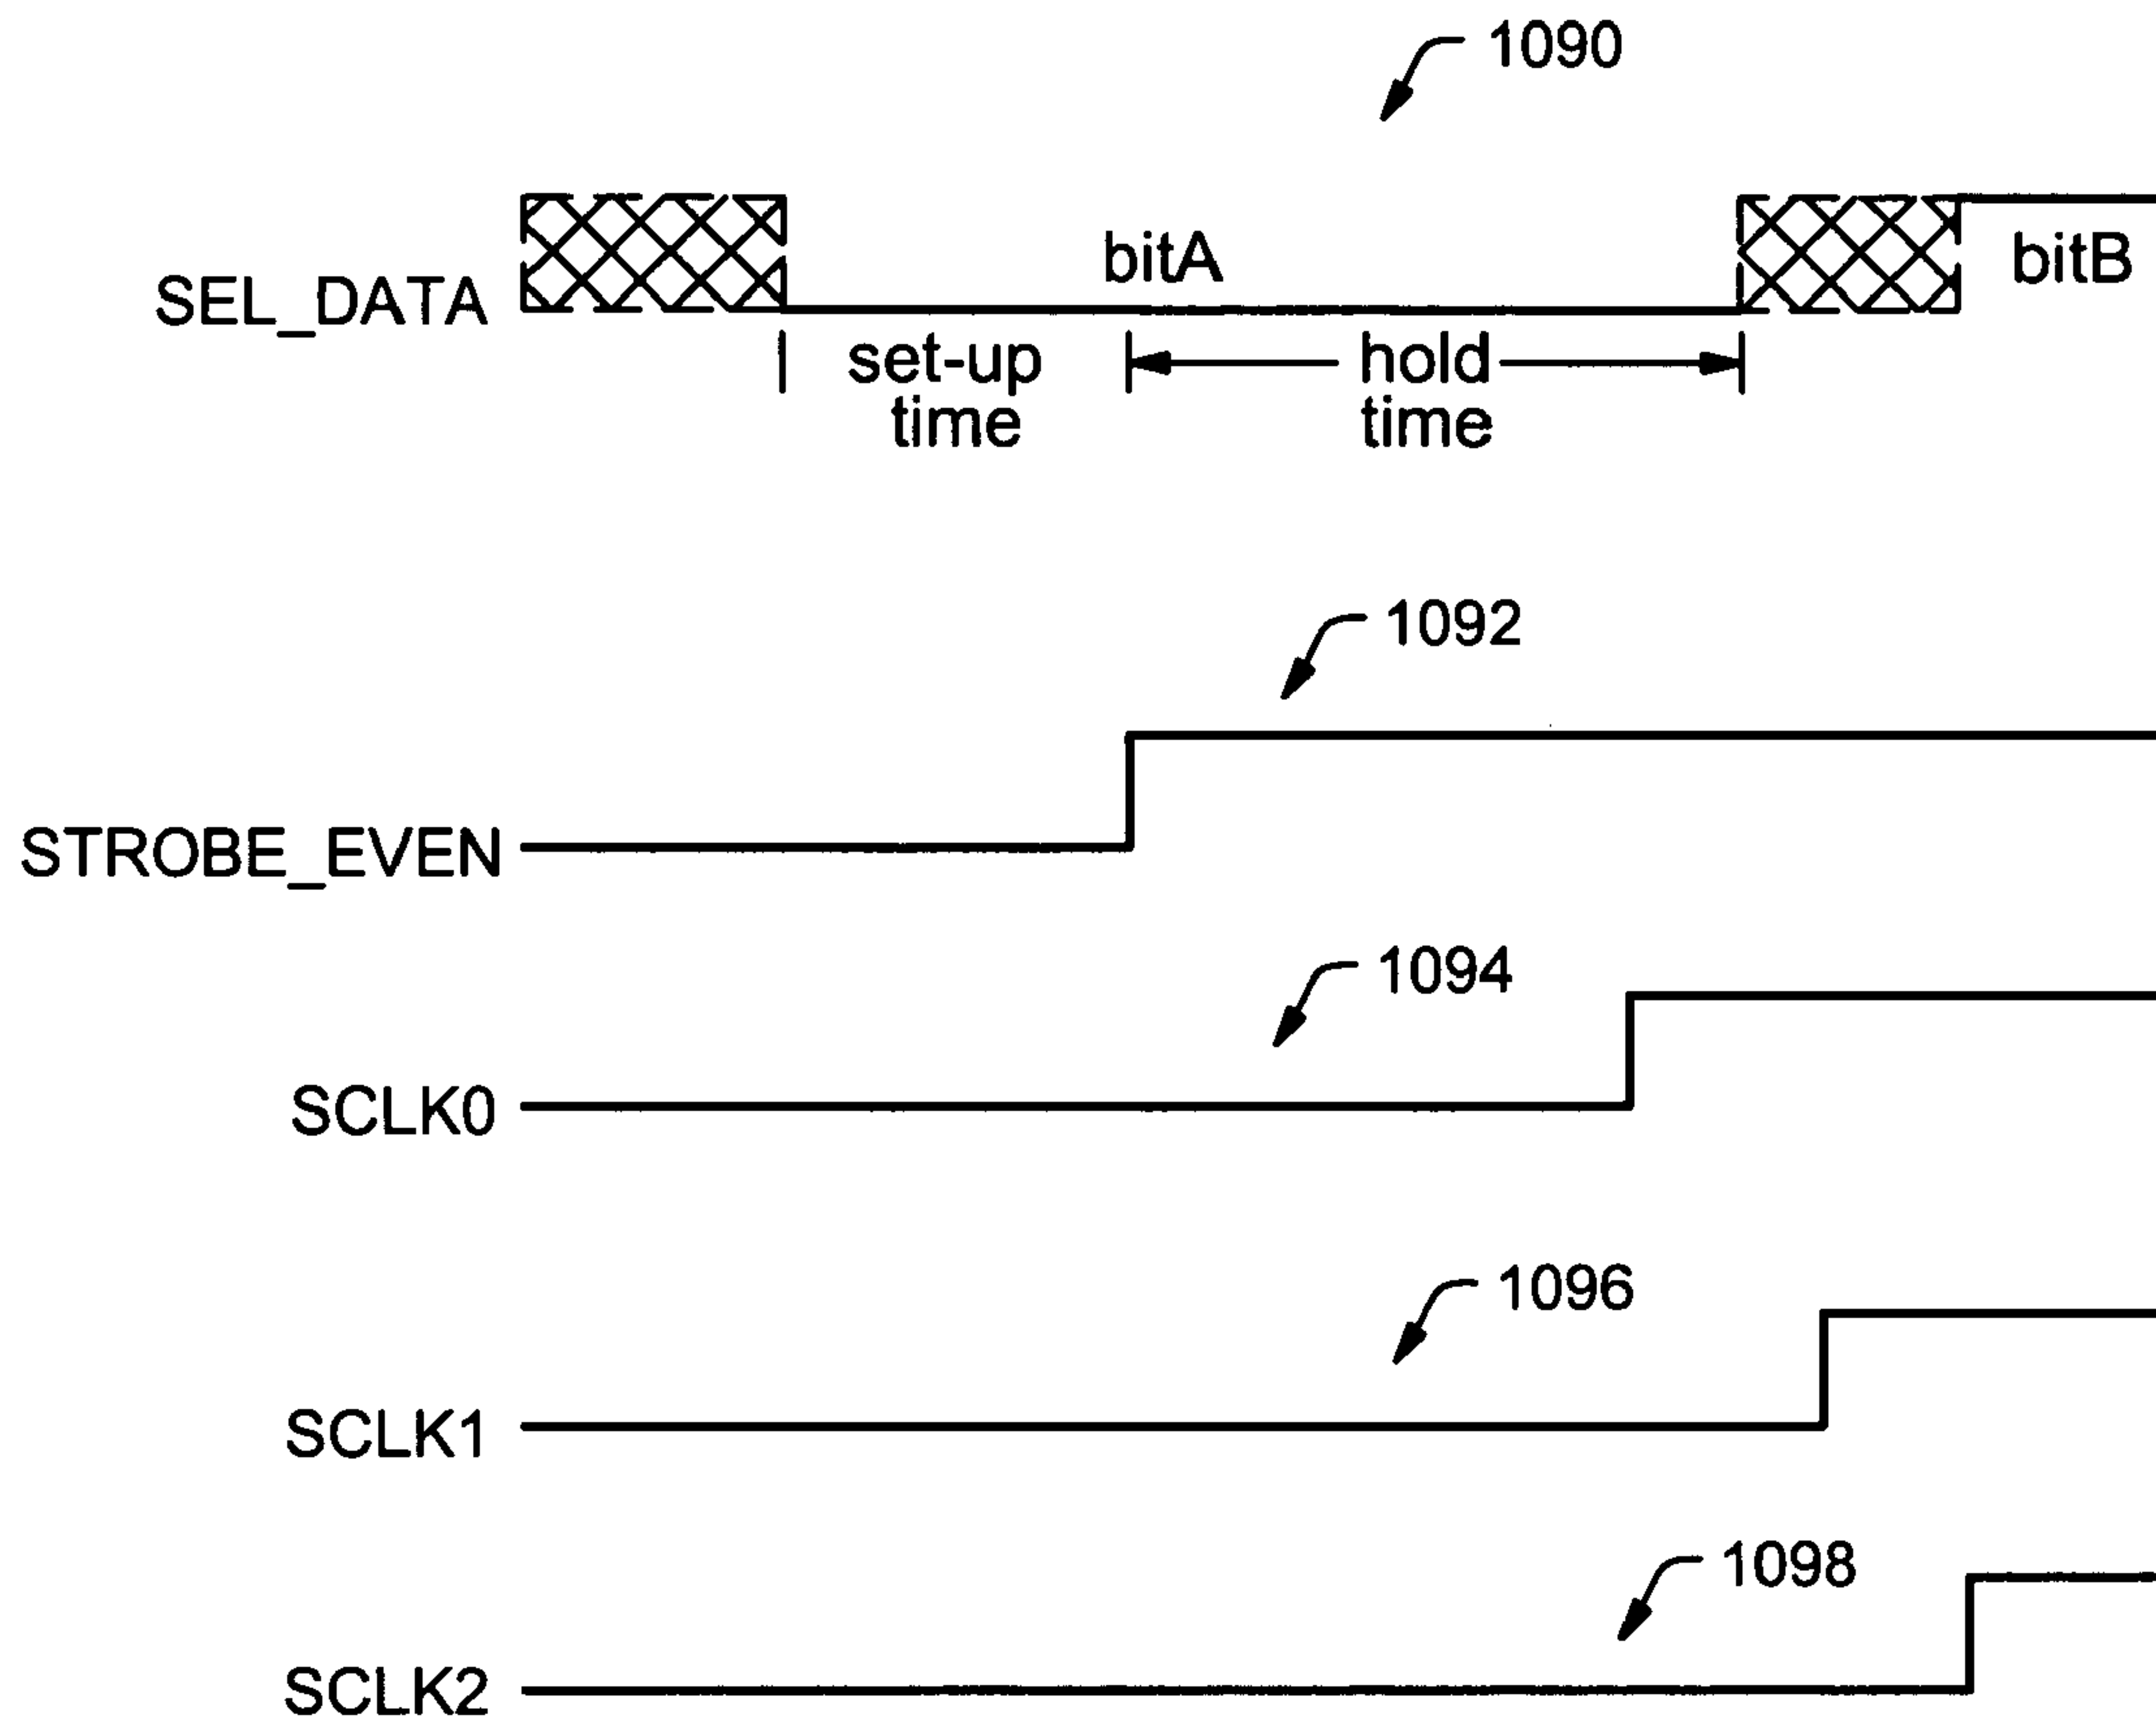 1090
SEL_DATA
bitA
bitB
set-up
time
hold
time
1092
STROBE_EVEN
1094
SCLK0
1096
SCLK1
1098
SCLK2